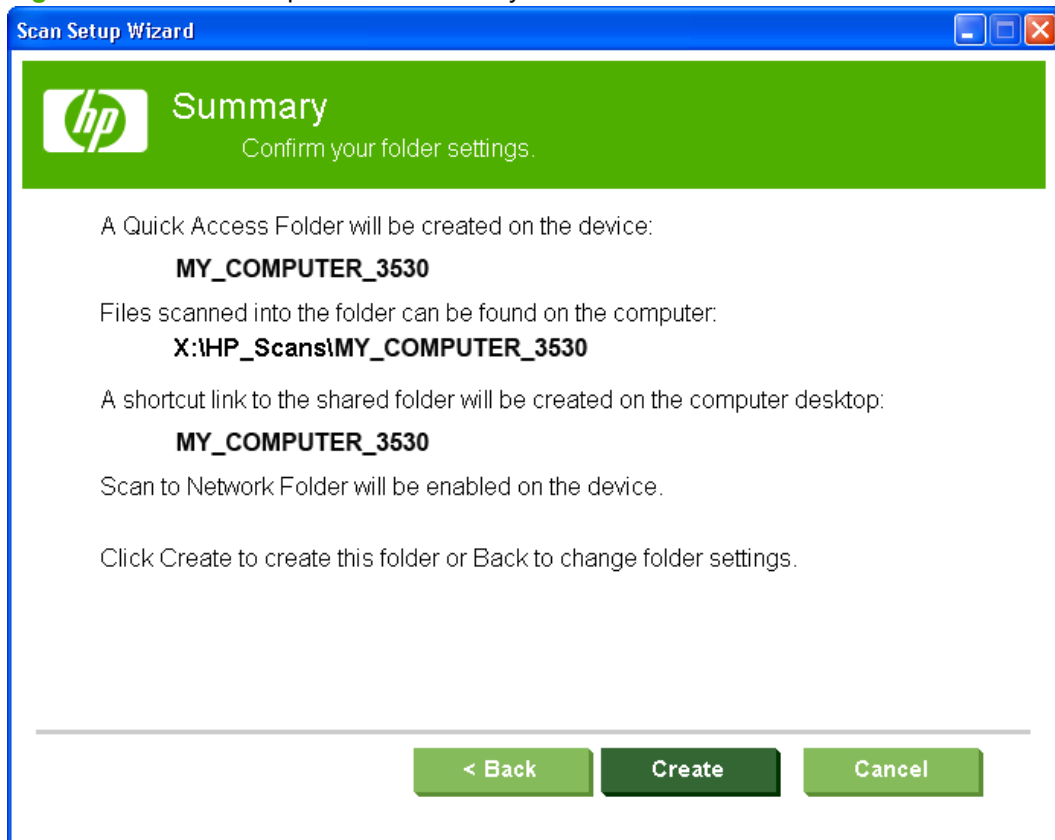 Scan Setup Wizard
hp
Summary
Confirm your folder settings.
A Quick Access Folder will be created on the device:
MY_COMPUTER_3530
Files scanned into the folder can be found on the computer:
X:\HP_Scans\MY_COMPUTER_3530
A shortcut link to the shared folder will be created on the computer desktop:
MY_COMPUTER_3530
Scan to Network Folder will be enabled on the device.
Click Create to create this folder or Back to change folder settings.
< Back Create Cancel